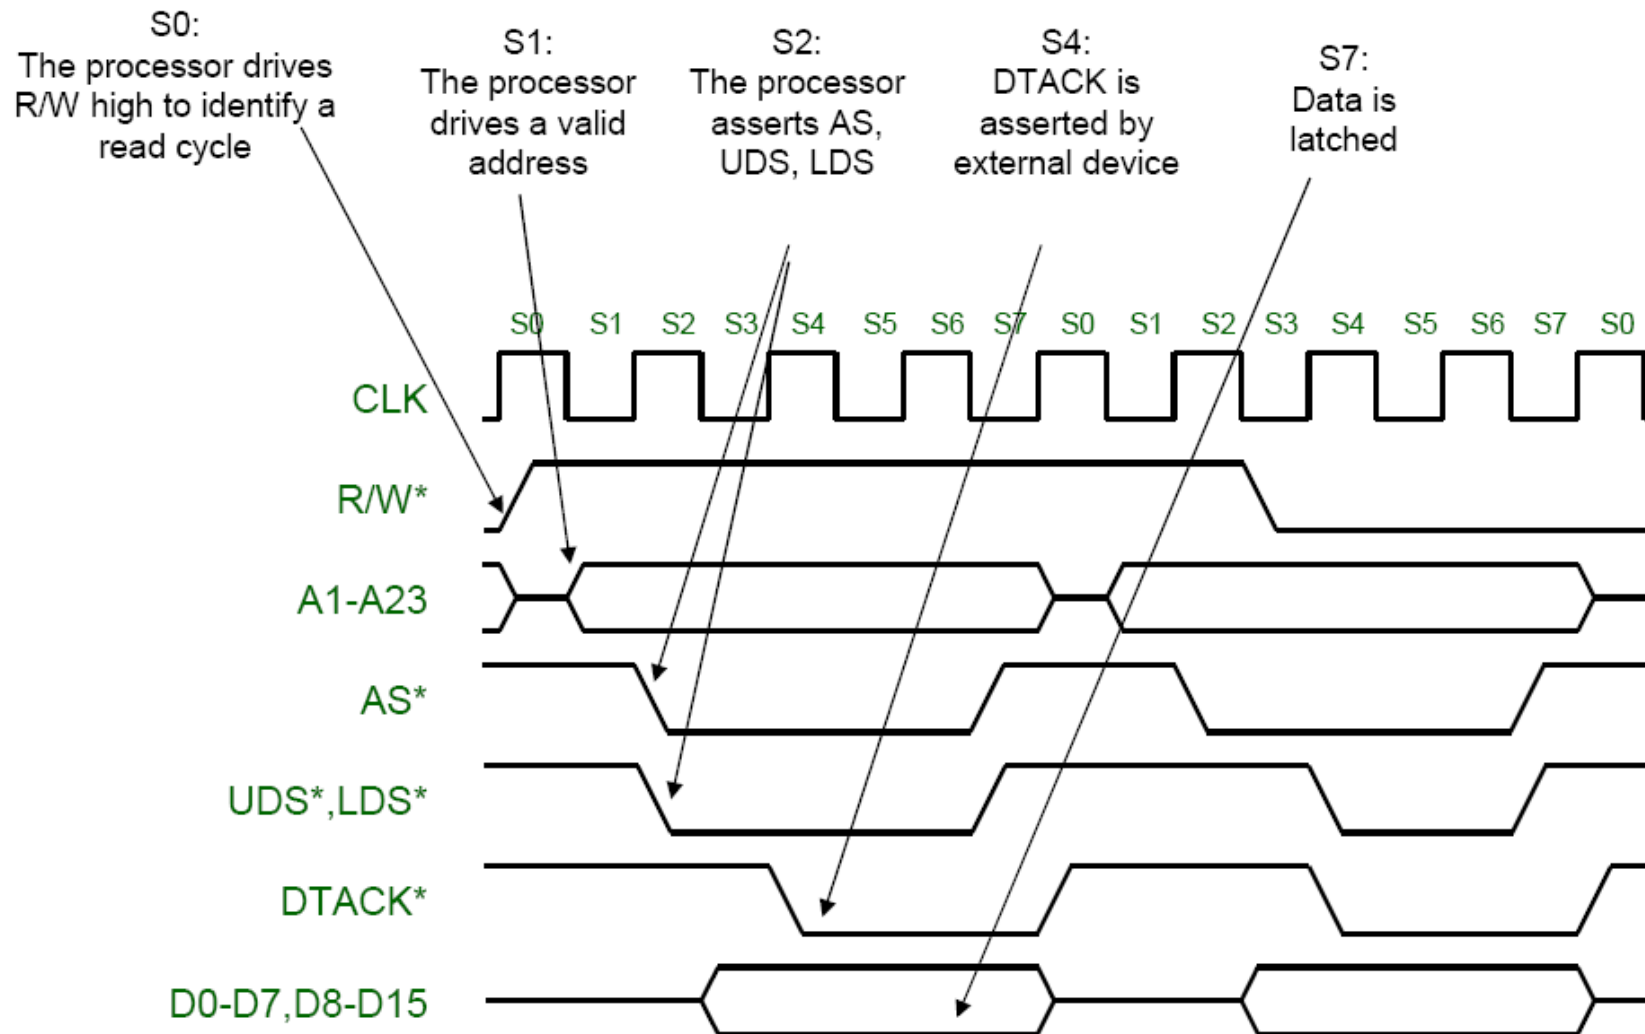 S0:
The processor drives
R/W high to identify a
read cycle
S1:
The processor
drives a valid
address
S2:
The processor
asserts AS,
UDS, LDS
S4:
DTACK is
asserted by
external device
S7:
Data is
latched
S0 S1 S2 S3 S4 S5 S6 S7 S0 S1 S2 S3 S4 S5 S6 S7 S0
CLK
R/W*
A1-A23
AS*
UDS*,LDS*
DTACK*
D0-D7,D8-D15